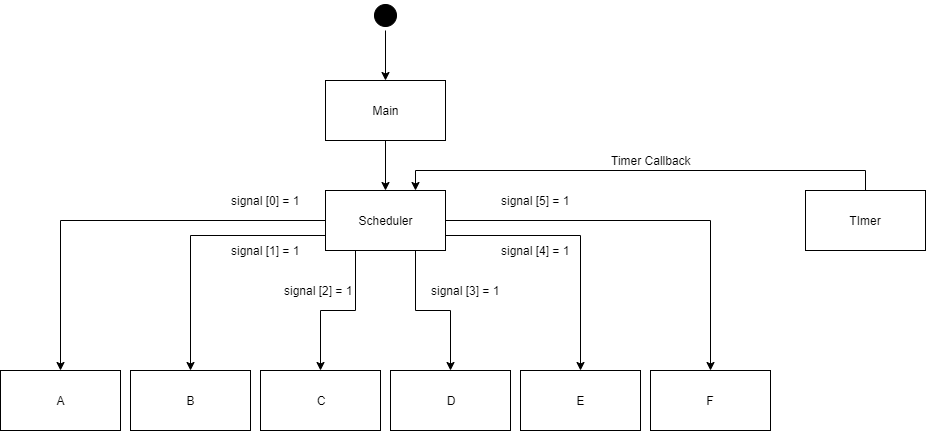 Main
Timer Callback
signal [0] = 1
signal [5] = 1
Scheduler
TImer
signal [1] = 1
signal [4] = 1
signal [2] = 1
signal [3] = 1
A
B
C
D
E
F